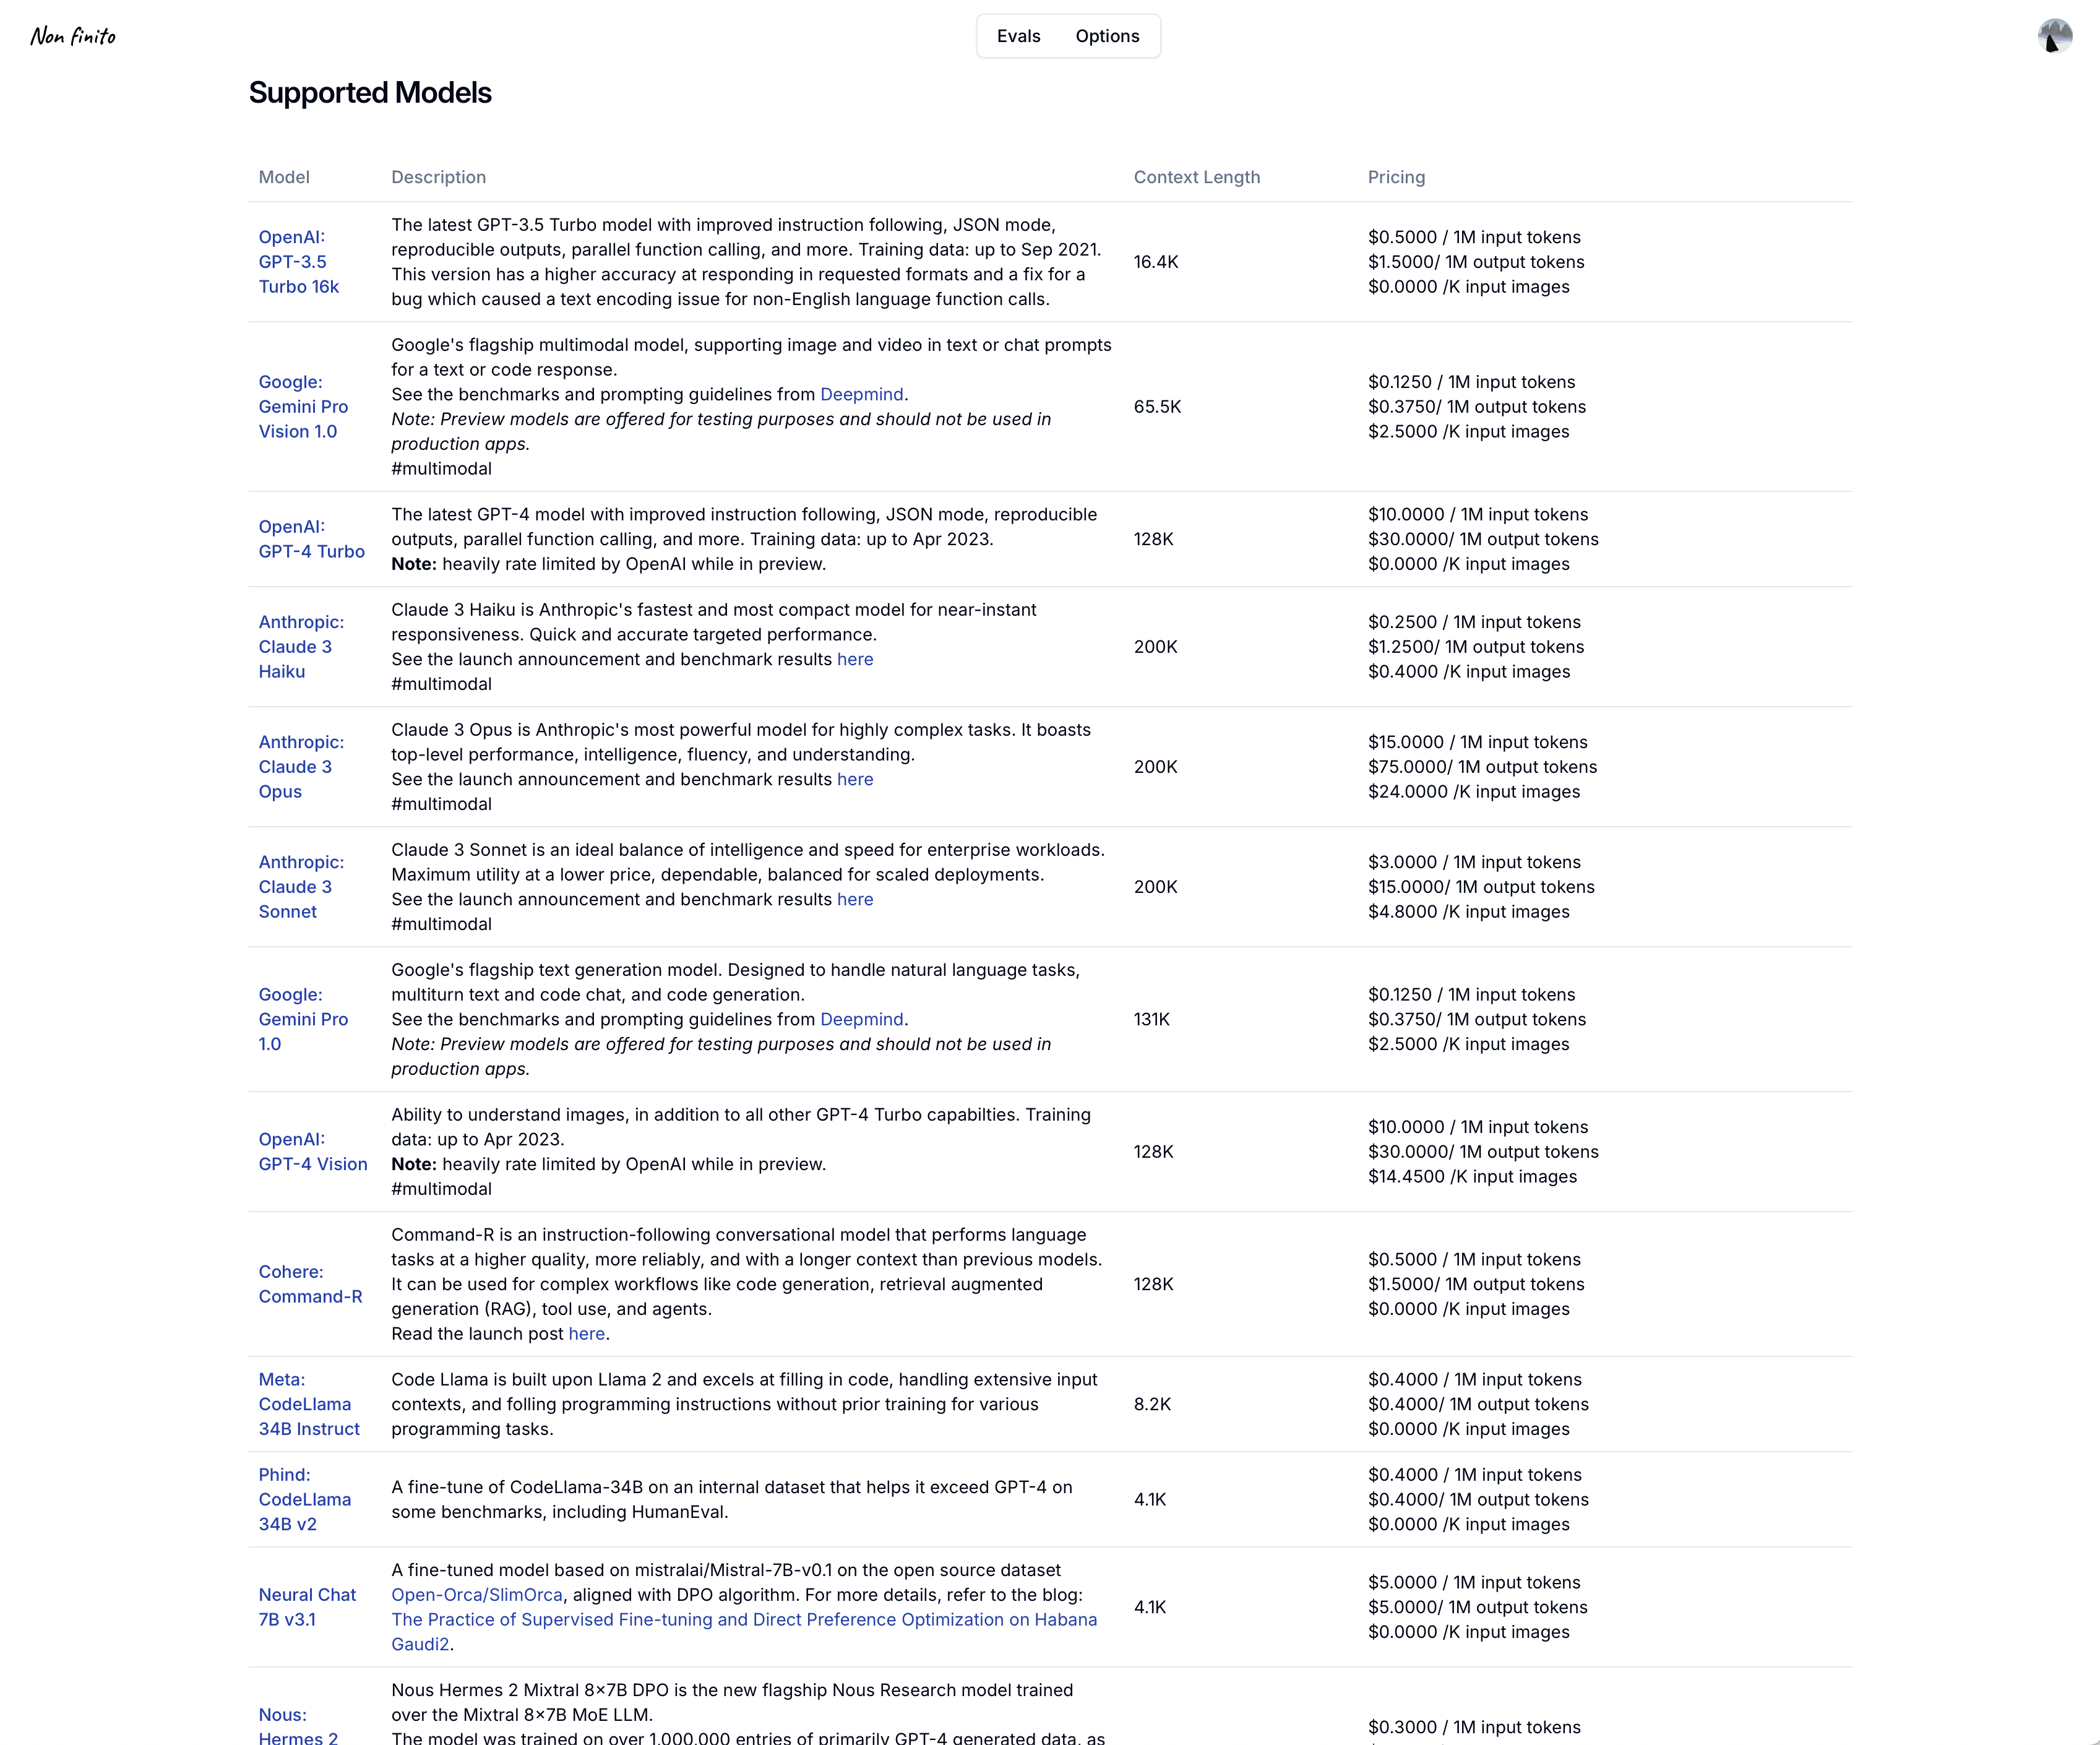 Non finito
Evals Options
Supported Models
Model Description Context Length Pricing
OpenAI:
GPT-3.5
Turbo 16k
The latest GPT-3.5 Turbo model with improved instruction following, JSON mode,
reproducible outputs, parallel function calling, and more. Training data: up to Sep 2021.
This version has a higher accuracy at responding in requested formats and a fix for a
bug which caused a text encoding issue for non-English language function calls.
16.4K
$0.5000 / 1M input tokens
$1.5000/ 1M output tokens
$0.0000 /K input images
Google:
Gemini Pro
Vision 1.0
Google's flagship multimodal model, supporting image and video in text or chat prompts
for a text or code response.
See the benchmarks and prompting guidelines from Deepmind.
Note: Preview models are offered for testing purposes and should not be used in
production apps.
#multimodal
65.5K
$0.1250 / 1M input tokens
$0.3750/ 1M output tokens
$2.5000 /K input images
OpenAI:
GPT-4 Turbo
The latest GPT-4 model with improved instruction following, JSON mode, reproducible
outputs, parallel function calling, and more. Training data: up to Apr 2023.
Note: heavily rate limited by OpenAI while in preview.
128K
$10.0000 / 1M input tokens
$30.0000/ 1M output tokens
$0.0000 /K input images
Anthropic:
Claude 3
Haiku
Claude 3 Haiku is Anthropic's fastest and most compact model for near-instant
responsiveness. Quick and accurate targeted performance.
See the launch announcement and benchmark results here
#multimodal
200K
$0.2500 / 1M input tokens
$1.2500/ 1M output tokens
$0.4000 /K input images
Anthropic:
Claude 3
Opus
Claude 3 Opus is Anthropic's most powerful model for highly complex tasks. It boasts
top-level performance, intelligence, fluency, and understanding.
See the launch announcement and benchmark results here
#multimodal
200K
$15.0000 / 1M input tokens
$75.0000/ 1M output tokens
$24.0000 /K input images
Anthropic:
Claude 3
Sonnet
Claude 3 Sonnet is an ideal balance of intelligence and speed for enterprise workloads.
Maximum utility at a lower price, dependable, balanced for scaled deployments.
See the launch announcement and benchmark results here
#multimodal
200K
$3.0000 / 1M input tokens
$15.0000/ 1M output tokens
$4.8000 /K input images
Google:
Gemini Pro
1.0
Google's flagship text generation model. Designed to handle natural language tasks,
multiturn text and code chat, and code generation.
See the benchmarks and prompting guidelines from Deepmind.
Note: Preview models are offered for testing purposes and should not be used in
production apps.
131K
$0.1250 / 1M input tokens
$0.3750/ 1M output tokens
$2.5000 /K input images
OpenAI:
GPT-4 Vision
Ability to understand images, in addition to all other GPT-4 Turbo capabilties. Training
data: up to Apr 2023.
Note: heavily rate limited by OpenAI while in preview.
#multimodal
128K
$10.0000 / 1M input tokens
$30.0000/ 1M output tokens
$14.4500 /K input images
Cohere:
Command-R
Command-R is an instruction-following conversational model that performs language
tasks at a higher quality, more reliably, and with a longer context than previous models.
It can be used for complex workflows like code generation, retrieval augmented
generation (RAG), tool use, and agents.
Read the launch post here.
128K
$0.5000 / 1M input tokens
$1.5000/ 1M output tokens
$0.0000 /K input images
Meta:
CodeLlama
34B Instruct
Code Llama is built upon Llama 2 and excels at filling in code, handling extensive input
contexts, and folling programming instructions without prior training for various
programming tasks.
8.2K
$0.4000 / 1M input tokens
$0.4000/ 1M output tokens
$0.0000 /K input images
Phind:
CodeLlama
34B v2
A fine-tune of CodeLlama-34B on an internal dataset that helps it exceed GPT-4 on
some benchmarks, including HumanEval.
4.1K
$0.4000 / 1M input tokens
$0.4000/ 1M output tokens
$0.0000 /K input images
Neural Chat
7B v3.1
A fine-tuned model based on mistralai/Mistral-7B-v0.1 on the open source dataset
Open-Orca/SlimOrca, aligned with DPO algorithm. For more details, refer to the blog:
The Practice of Supervised Fine-tuning and Direct Preference Optimization on Habana
Gaudi2.
4.1K
$5.0000 / 1M input tokens
$5.0000/ 1M output tokens
$0.0000 /K input images
Nous:
Hermes 2
Nous Hermes 2 Mixtral 8x7B DPO is the new flagship Nous Research model trained
over the Mixtral 8x7B MoE LLM.
The model was trained on over 1,000,000 entries of primarily GPT-4 generated data, as
$0.3000 / 1M input tokens